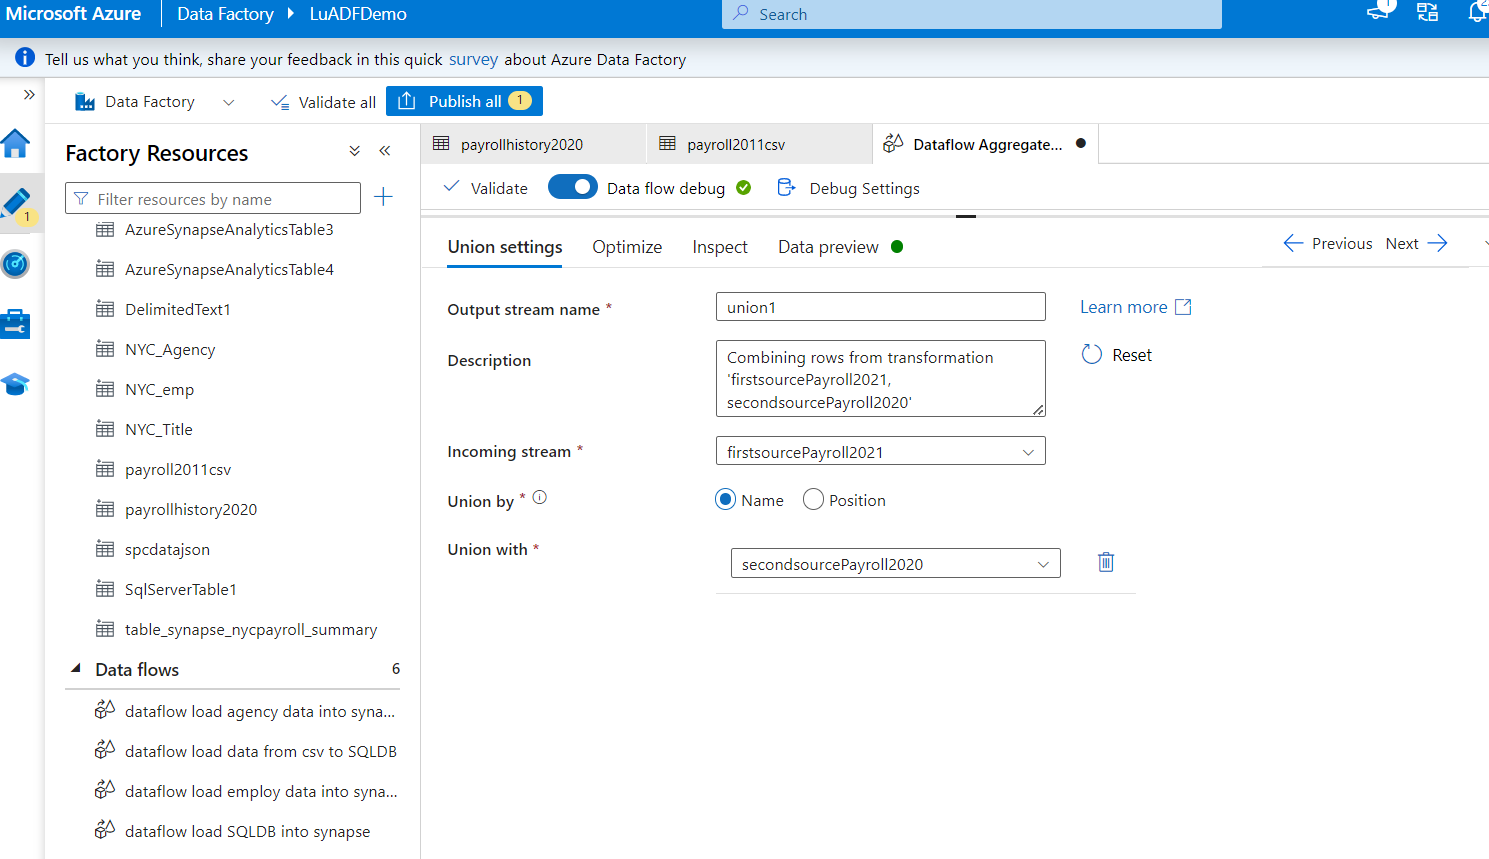 Microsoft Azure
Data Factory
LuADFDemo
Search
1
Tell us what you think, share your feedback in this quick survey about Azure Data Factory
Data Factory
Validate all
Publish all
1
Factory Resources
payrollhistory2020
payroll2011csv
Dataflow Aggregate...
Validate
Data flow debug
Debug Settings
Filter resources by name
1
AzureSynapseAnalyticsTable3
AzureSynapseAnalyticsTable4
DelimitedText1
NYC_Agency
NYC_emp
NYC_Title
payroll2011csv
payrollhistory2020
spcdatajson
SqlServerTable1
table_synapse_nycpayroll_summary
Data flows
6
dataflow load agency data into syna...
dataflow load data from csv to SQLDB
dataflow load employ data into syna...
dataflow load SQLDB into synapse
Union settings
Optimize
Inspect
Data preview
Previous
Next
Output stream name *
union1
Learn more
Description
Combining rows from transformation
'firstsourcePayroll2021,
secondsourcePayroll2020'
Reset
Incoming stream *
firstsourcePayroll2021
Union by *
Name
Position
Union with *
secondsourcePayroll2020